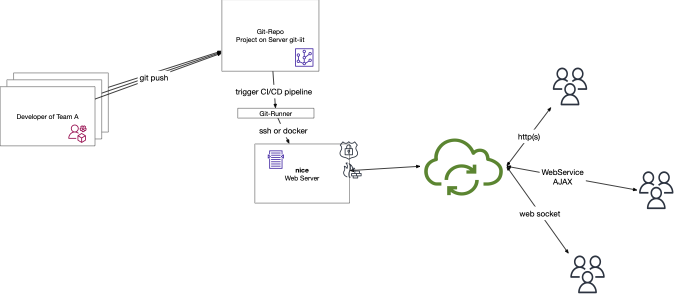 Git-Repo
Project on Server git-lit
git push
trigger CI/CD pipeline
Developer of Team A
Git-Runner
ssh or docker
nice
Web Server
http(s)
WebService
AJAX
web socket